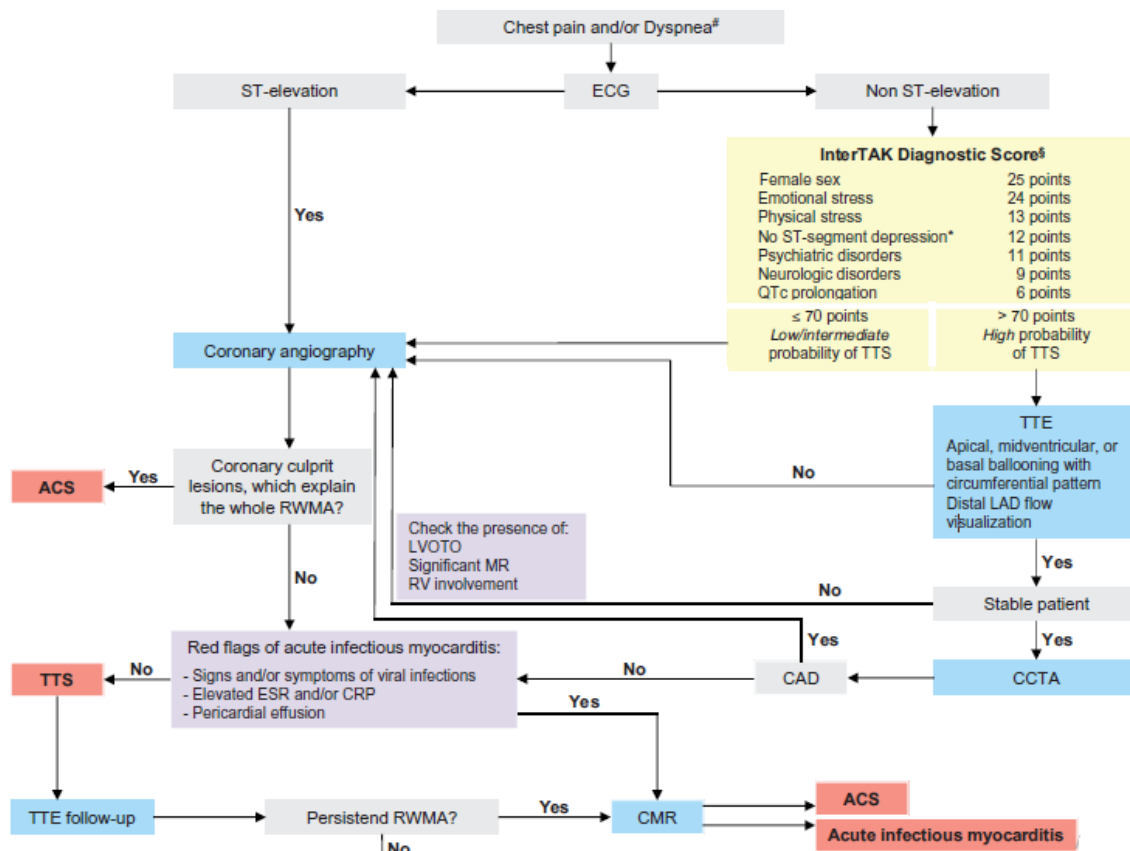 Chest pain and/or Dyspnea#
ST-elevation
ECG
Non ST-elevation
InterTAK Diagnostic Score§
Female sex 25 points
Emotional stress 24 points
Physical stress 13 points
No ST-segment depression* 12 points
Psychiatric disorders 11 points
Neurologic disorders 9 points
QTc prolongation 6 points
≤ 70 points
Low/intermediate
probability of TTS
> 70 points
High probability
of TTS
Yes
Coronary angiography
TTE
Apical, midventricular, or
basal ballooning with
circumferential pattern
Distal LAD flow
visualization
No
Coronary culprit
lesions, which explain
the whole RWMA?
Yes
ACS
Check the presence of:
LVOTO
Significant MR
RV involvement
No
Yes
No
Stable patient
Yes
Yes
CCTA
CAD
No
Red flags of acute infectious myocarditis:
- Signs and/or symptoms of viral infections
- Elevated ESR and/or CRP
- Pericardial effusion
No
TTS
Yes
TTE follow-up
Persistend RWMA?
Yes
CMR
ACS
Acute infectious myocarditis
No